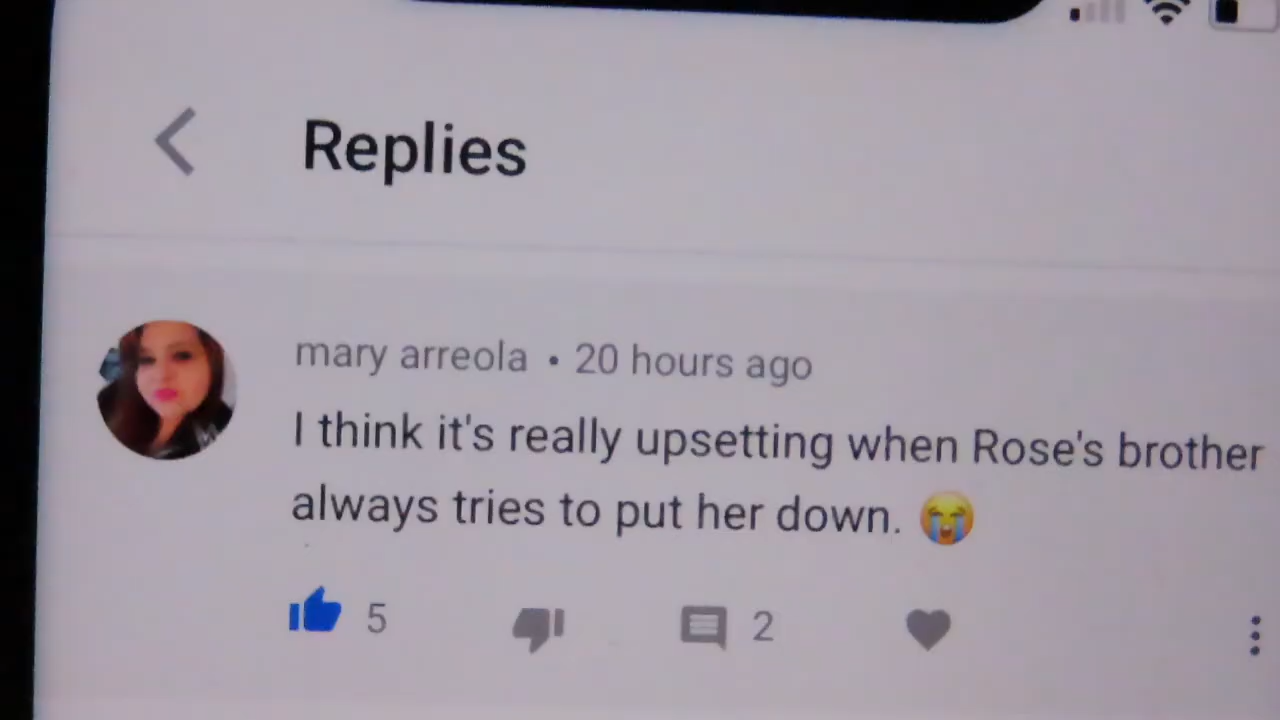 Replies
mary arreola • 20 hours ago
I think it's really upsetting when Rose's brother
always tries to put her down. 😭
5
2